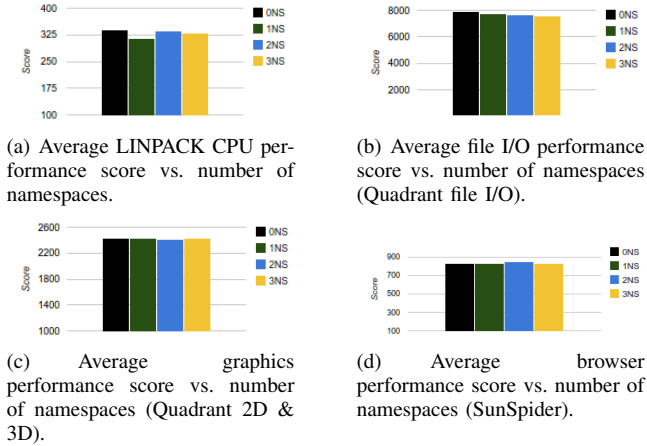 400
325
250
175
100
Score
0NS
1NS
2NS
3NS
(a) Average LINPACK CPU per-
formance score vs. number of
namespaces.
8000
6000
4000
2000
Score
0NS
1NS
2NS
3NS
(b) Average file I/O performance
score vs. number of namespaces
(Quadrant file I/O).
2600
2200
1800
1400
1000
Score
0NS
1NS
2NS
3NS
(c) Average graphics
performance score vs. number
of namespaces (Quadrant 2D &
3D).
900
700
500
300
100
Score
0NS
1NS
2NS
3NS
(d) Average browser
performance score vs. number of
namespaces (SunSpider).